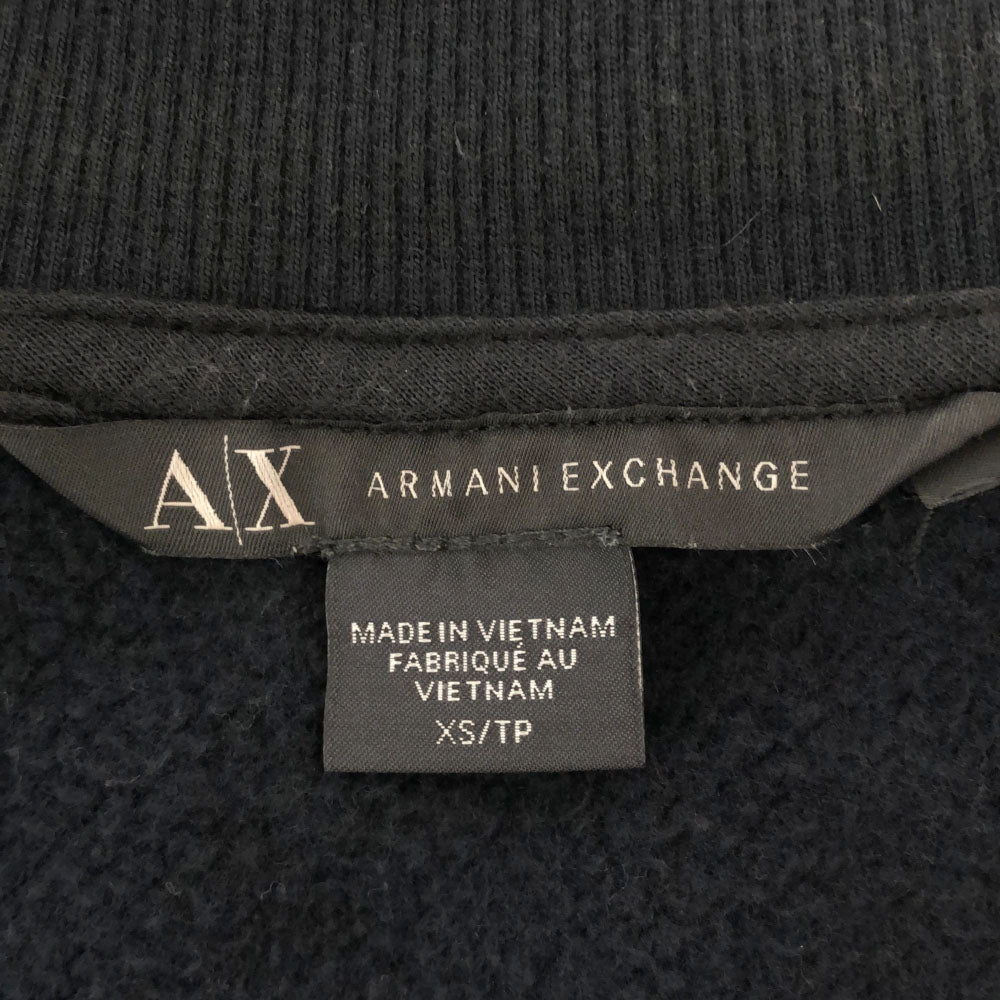 A|X ARMANI EXCHANGE
MADE IN VIETNAM
FABRIQUÉ AU
VIETNAM
XS/TP